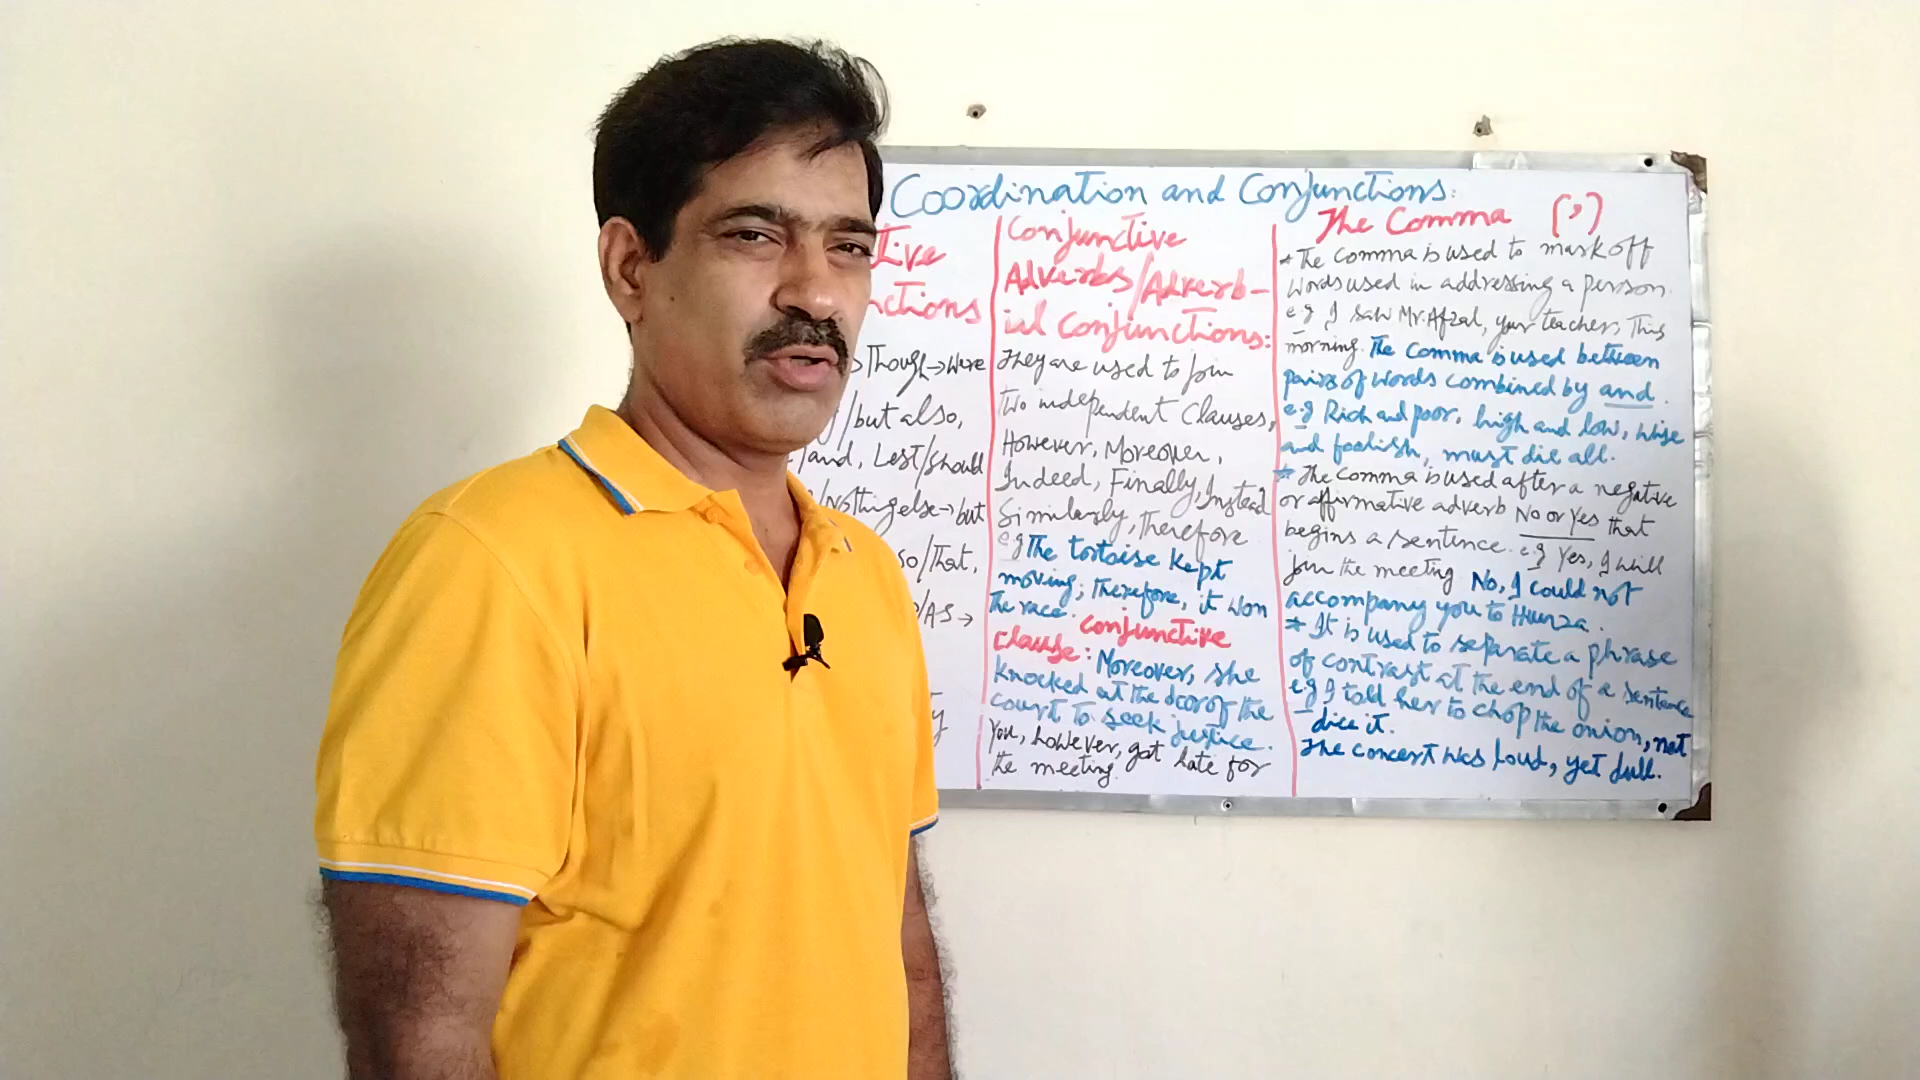 Coordination and Conjunctions:
tive
nctions
Though→were
/but also,
/and, Lest/should
/Nothing else→but
so/That,
/As→
ty
Conjunctive
Adverbs/Adverb-
ial Conjunctions:
They are used to join
Two independent Clauses,
However, Moreover,
Indeed, Finally, Instead
Similarly, Therefore
e.g The tortoise kept
moving; therefore, it won
the race.
Conjunctive
Clause: Moreover, she
knocked at the door of the
court to seek justice.
You, however, got late for
the meeting.
The Comma (,)
*The comma is used to mark off
words used in addressing a person.
e.g I saw Mr. Afzal, your teacher, This
morning. The comma is used between
pairs of words combined by and.
e.g Rich and poor, high and low, wise
and foolish, must die all.
* The comma is used after a negative
or affirmative adverb No or Yes that
begins a sentence. e.g Yes, I will
join the meeting. No, I could not
accompany you to Hunza.
* It is used to separate a phrase
of contrast at the end of a sentence
e.g I told her to chop the onion, not
dice it.
The concert was loud, yet dull.